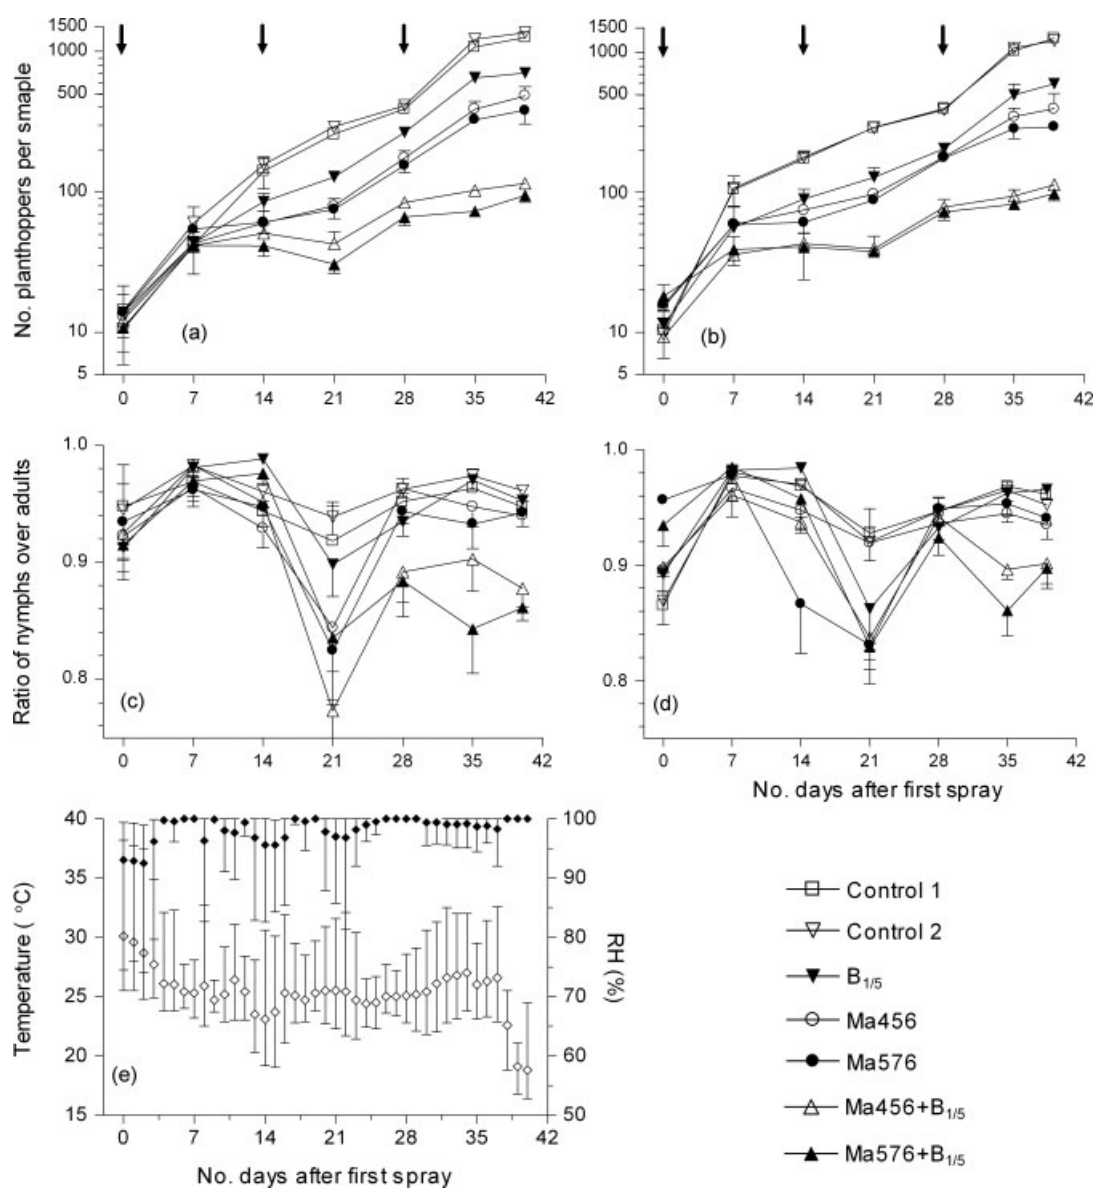 1500
1000
500
100
10
5
No. planthoppers per smaple
(a)
0 7 14 21 28 35 42
1500
1000
500
100
10
5
(b)
0 7 14 21 28 35 42
1.0
0.9
0.8
Ratio of nymphs over adults
(c)
0 7 14 21 28 35 42
1.0
0.9
0.8
(d)
0 7 14 21 28 35 42
No. days after first spray
40
35
30
25
20
15
Temperature ( °C)
(e)
100
90
80
70
60
50
RH (%)
0 7 14 21 28 35 42
No. days after first spray
Control 1
Control 2
B1/5
Ma456
Ma576
Ma456+B1/5
Ma576+B1/5